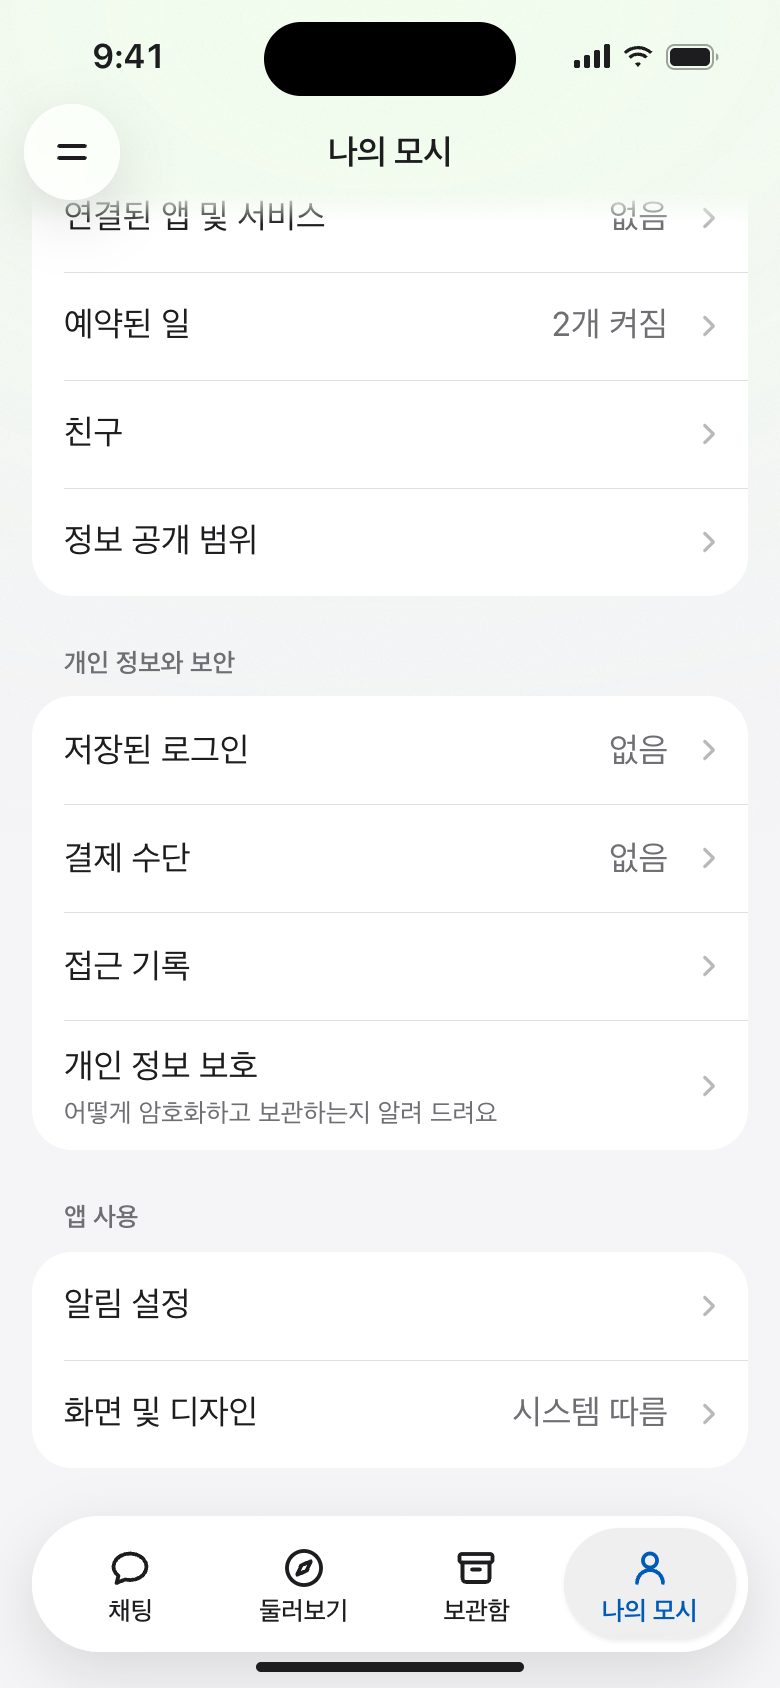 9:41
나의 모시
연결된 앱 및 서비스 없음
예약된 일 2개 켜짐
친구
정보 공개 범위
개인 정보와 보안
저장된 로그인 없음
결제 수단 없음
접근 기록
개인 정보 보호
어떻게 암호화하고 보관하는지 알려 드려요
앱 사용
알림 설정
화면 및 디자인 시스템 따름
채팅 둘러보기 보관함 나의 모시